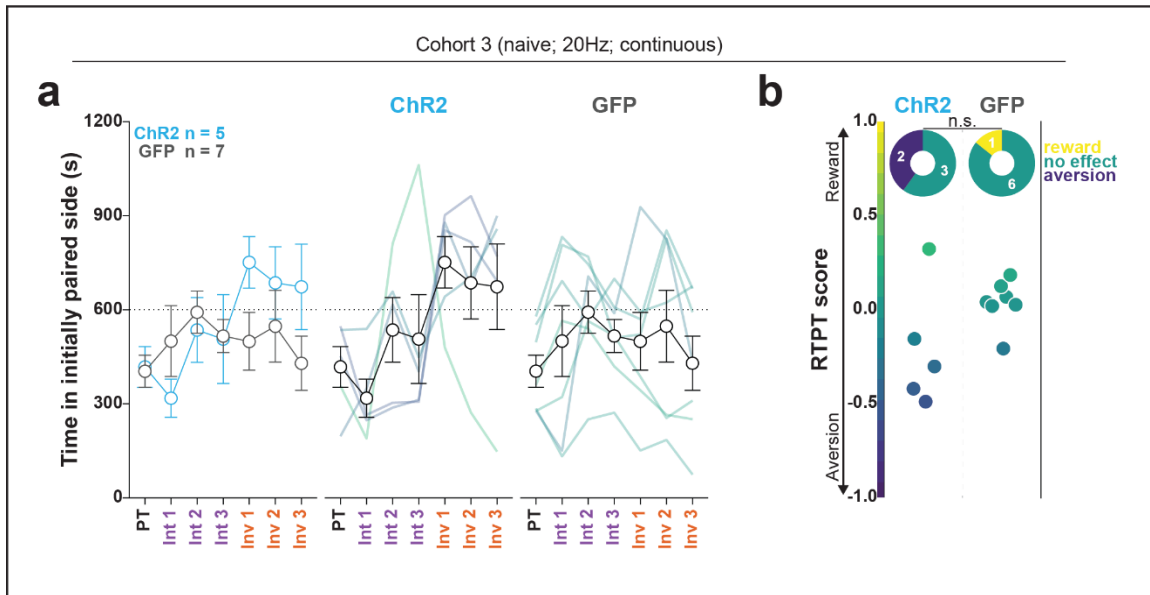 Cohort 3 (naive; 20Hz; continuous)
a
ChR2
GFP
ChR2 n = 5
GFP n = 7
Time in initially paired side (s)
1200
900
600
300
0
PT
Int 1
Int 2
Int 3
Inv 1
Inv 2
Inv 3
PT
Int 1
Int 2
Int 3
Inv 1
Inv 2
Inv 3
PT
Int 1
Int 2
Int 3
Inv 1
Inv 2
Inv 3
b
ChR2
GFP
n.s.
2
3
1
6
reward
no effect
aversion
Reward
Aversion
RTPT score
1.0
0.5
0.0
-0.5
-1.0